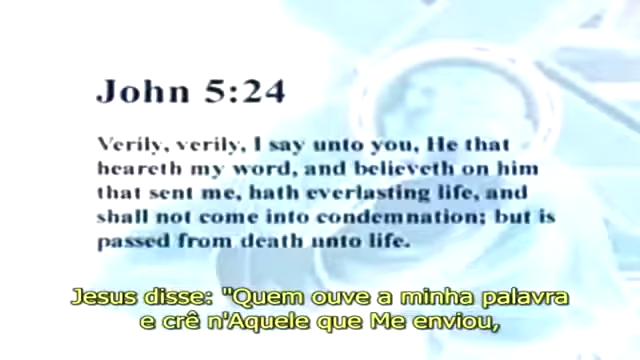 John 5:24
Verily, verily, I say unto you, He that
heareth my word, and believeth on him
that sent me, hath everlasting life, and
shall not come into condemnation; but is
passed from death unto life.
Jesus disse: "Quem ouve a minha palavra
e crê n'Aquele que Me enviou,